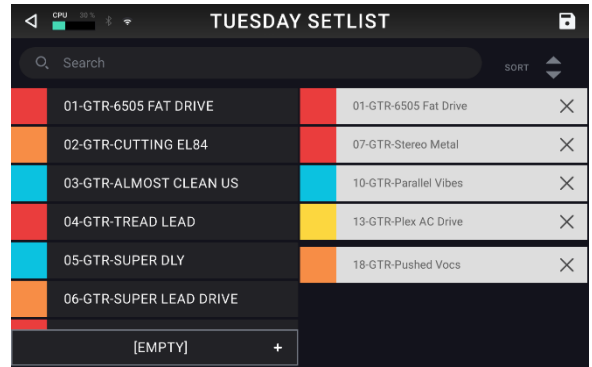 CPU 30 %
TUESDAY SETLIST
Search
SORT
01-GTR-6505 FAT DRIVE
02-GTR-CUTTING EL84
03-GTR-ALMOST CLEAN US
04-GTR-TREAD LEAD
05-GTR-SUPER DLY
06-GTR-SUPER LEAD DRIVE
[EMPTY] +
01-GTR-6505 Fat Drive
07-GTR-Stereo Metal
10-GTR-Parallel Vibes
13-GTR-Plex AC Drive
18-GTR-Pushed Vocs